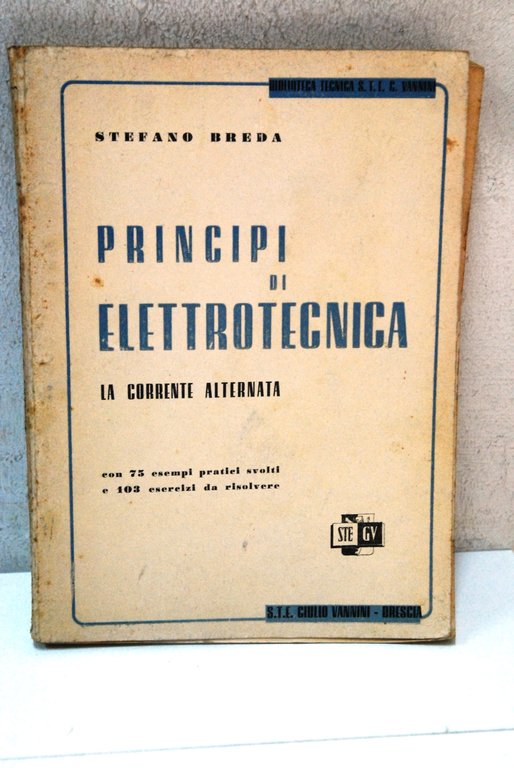 BIBLIOTECA TECNICA S.T.E. G. VANNINI
STEFANO BREDA
PRINCIPI
DI
ELETTROTECNICA
LA CORRENTE ALTERNATA
con 75 esempi pratici svolti
e 103 esercizi da risolvere
STE GV
S.T.E. GIULIO VANNINI - BRESCIA